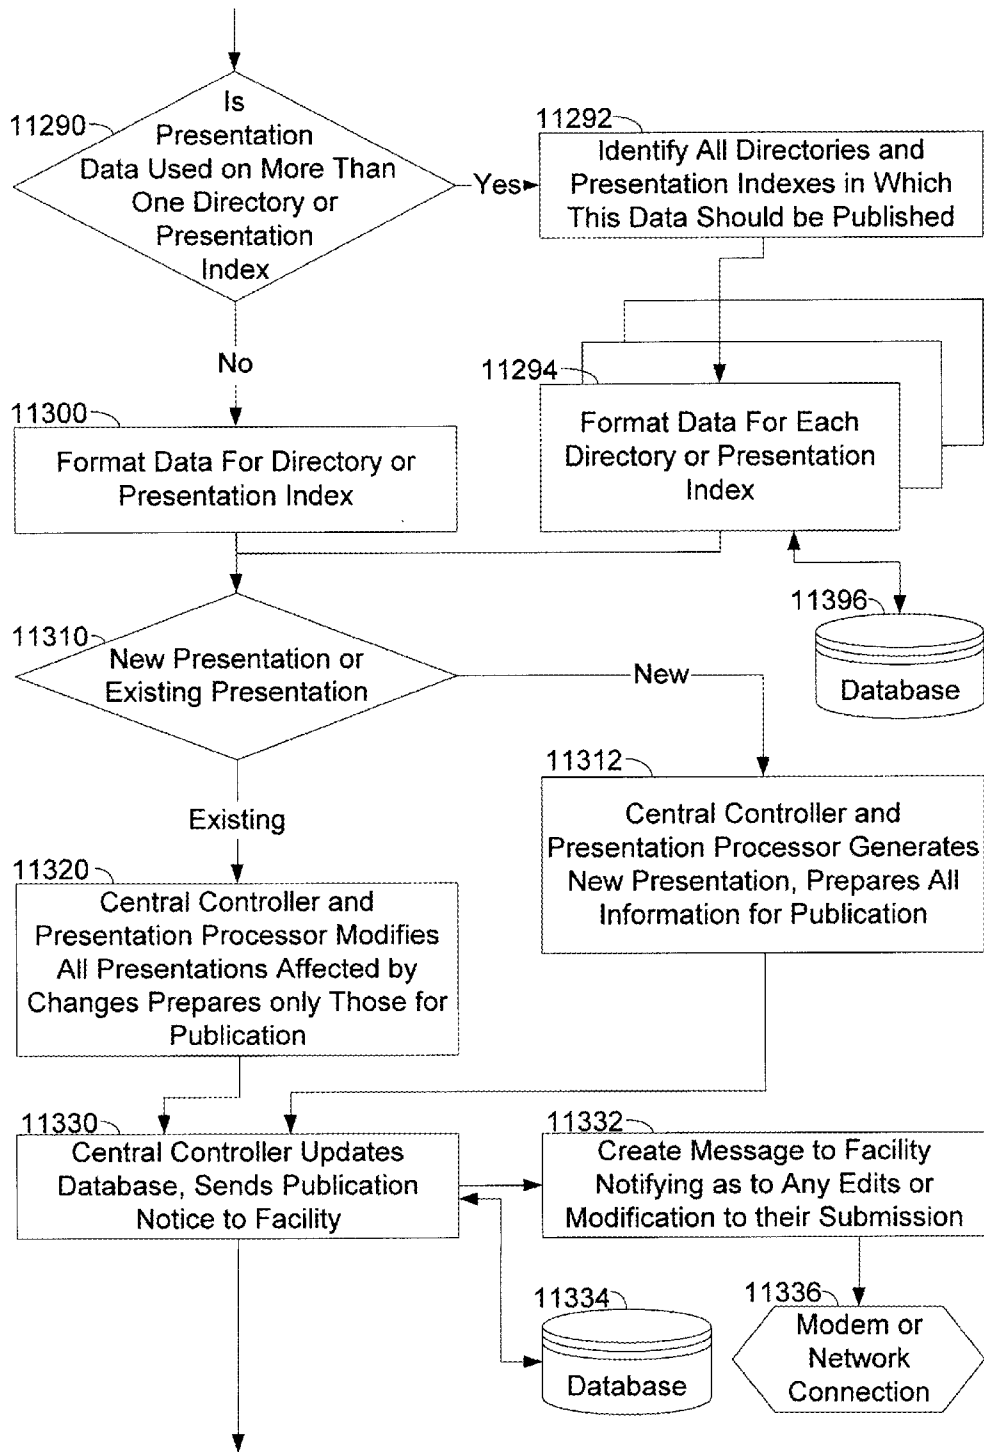 11290
Is
Presentation
Data Used on More Than
One Directory or
Presentation
Index
Yes
11292
Identify All Directories and
Presentation Indexes in Which
This Data Should be Published
No
11294
Format Data For Each
Directory or Presentation
Index
11300
Format Data For Directory or
Presentation Index
11396
Database
11310
New Presentation or
Existing Presentation
New
Existing
11312
Central Controller and
Presentation Processor Generates
New Presentation, Prepares All
Information for Publication
11320
Central Controller and
Presentation Processor Modifies
All Presentations Affected by
Changes Prepares only Those for
Publication
11330
Central Controller Updates
Database, Sends Publication
Notice to Facility
11332
Create Message to Facility
Notifying as to Any Edits or
Modification to their Submission
11334
Database
11336
Modem or
Network
Connection